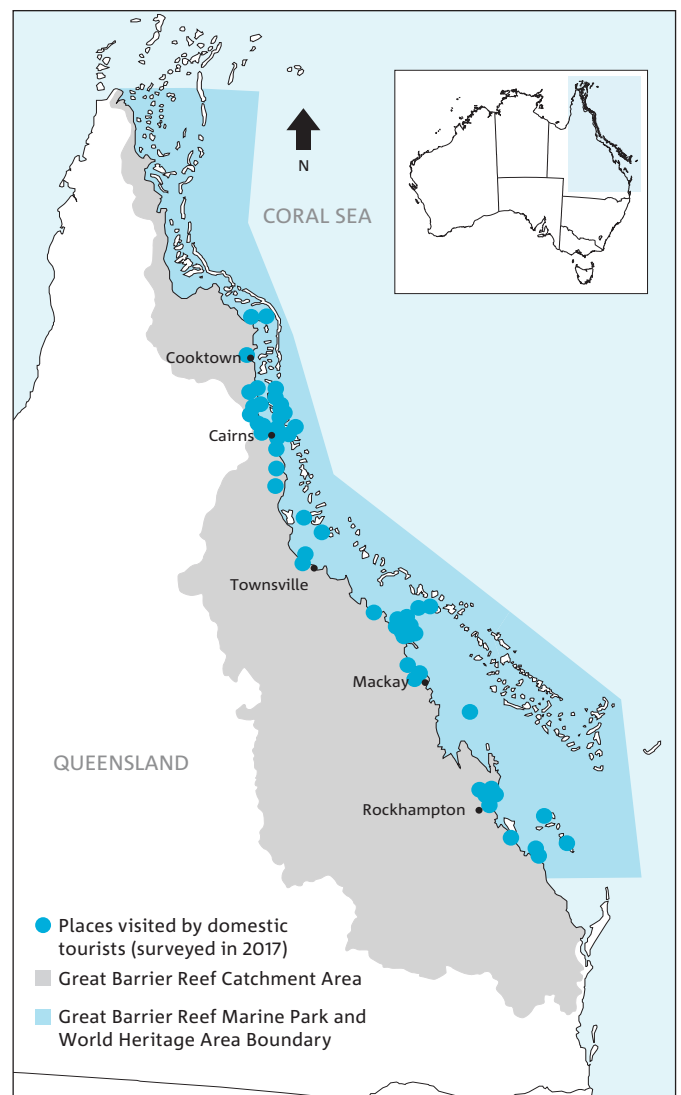 N
CORAL SEA
Cooktown
Cairns
Townsville
Mackay
QUEENSLAND
Rockhampton
Places visited by domestic
tourists (surveyed in 2017)
Great Barrier Reef Catchment Area
Great Barrier Reef Marine Park and
World Heritage Area Boundary